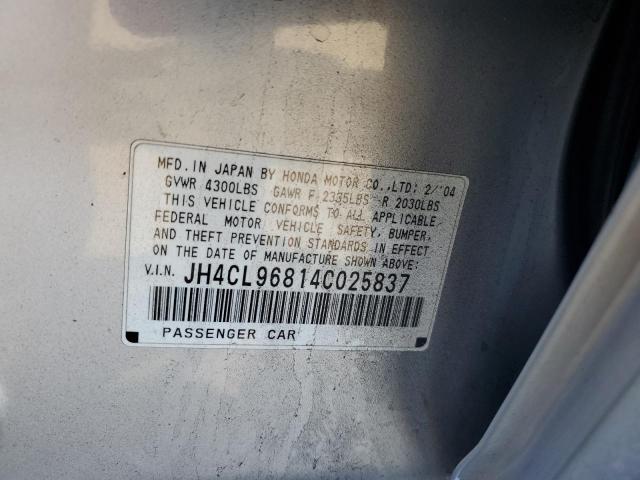 MFD. IN JAPAN BY HONDA MOTOR CO.,LTD: 2/'04
GVWR 4300LBS GAWR F 2335LBS R 2030LBS
THIS VEHICLE CONFORMS TO ALL APPLICABLE
FEDERAL MOTOR VEHICLE SAFETY, BUMPER,
AND THEFT PREVENTION STANDARDS IN EFFECT
ON THE DATE OF MANUFACTURE SHOWN ABOVE:
V.I.N. JH4CL96814C025837
PASSENGER CAR